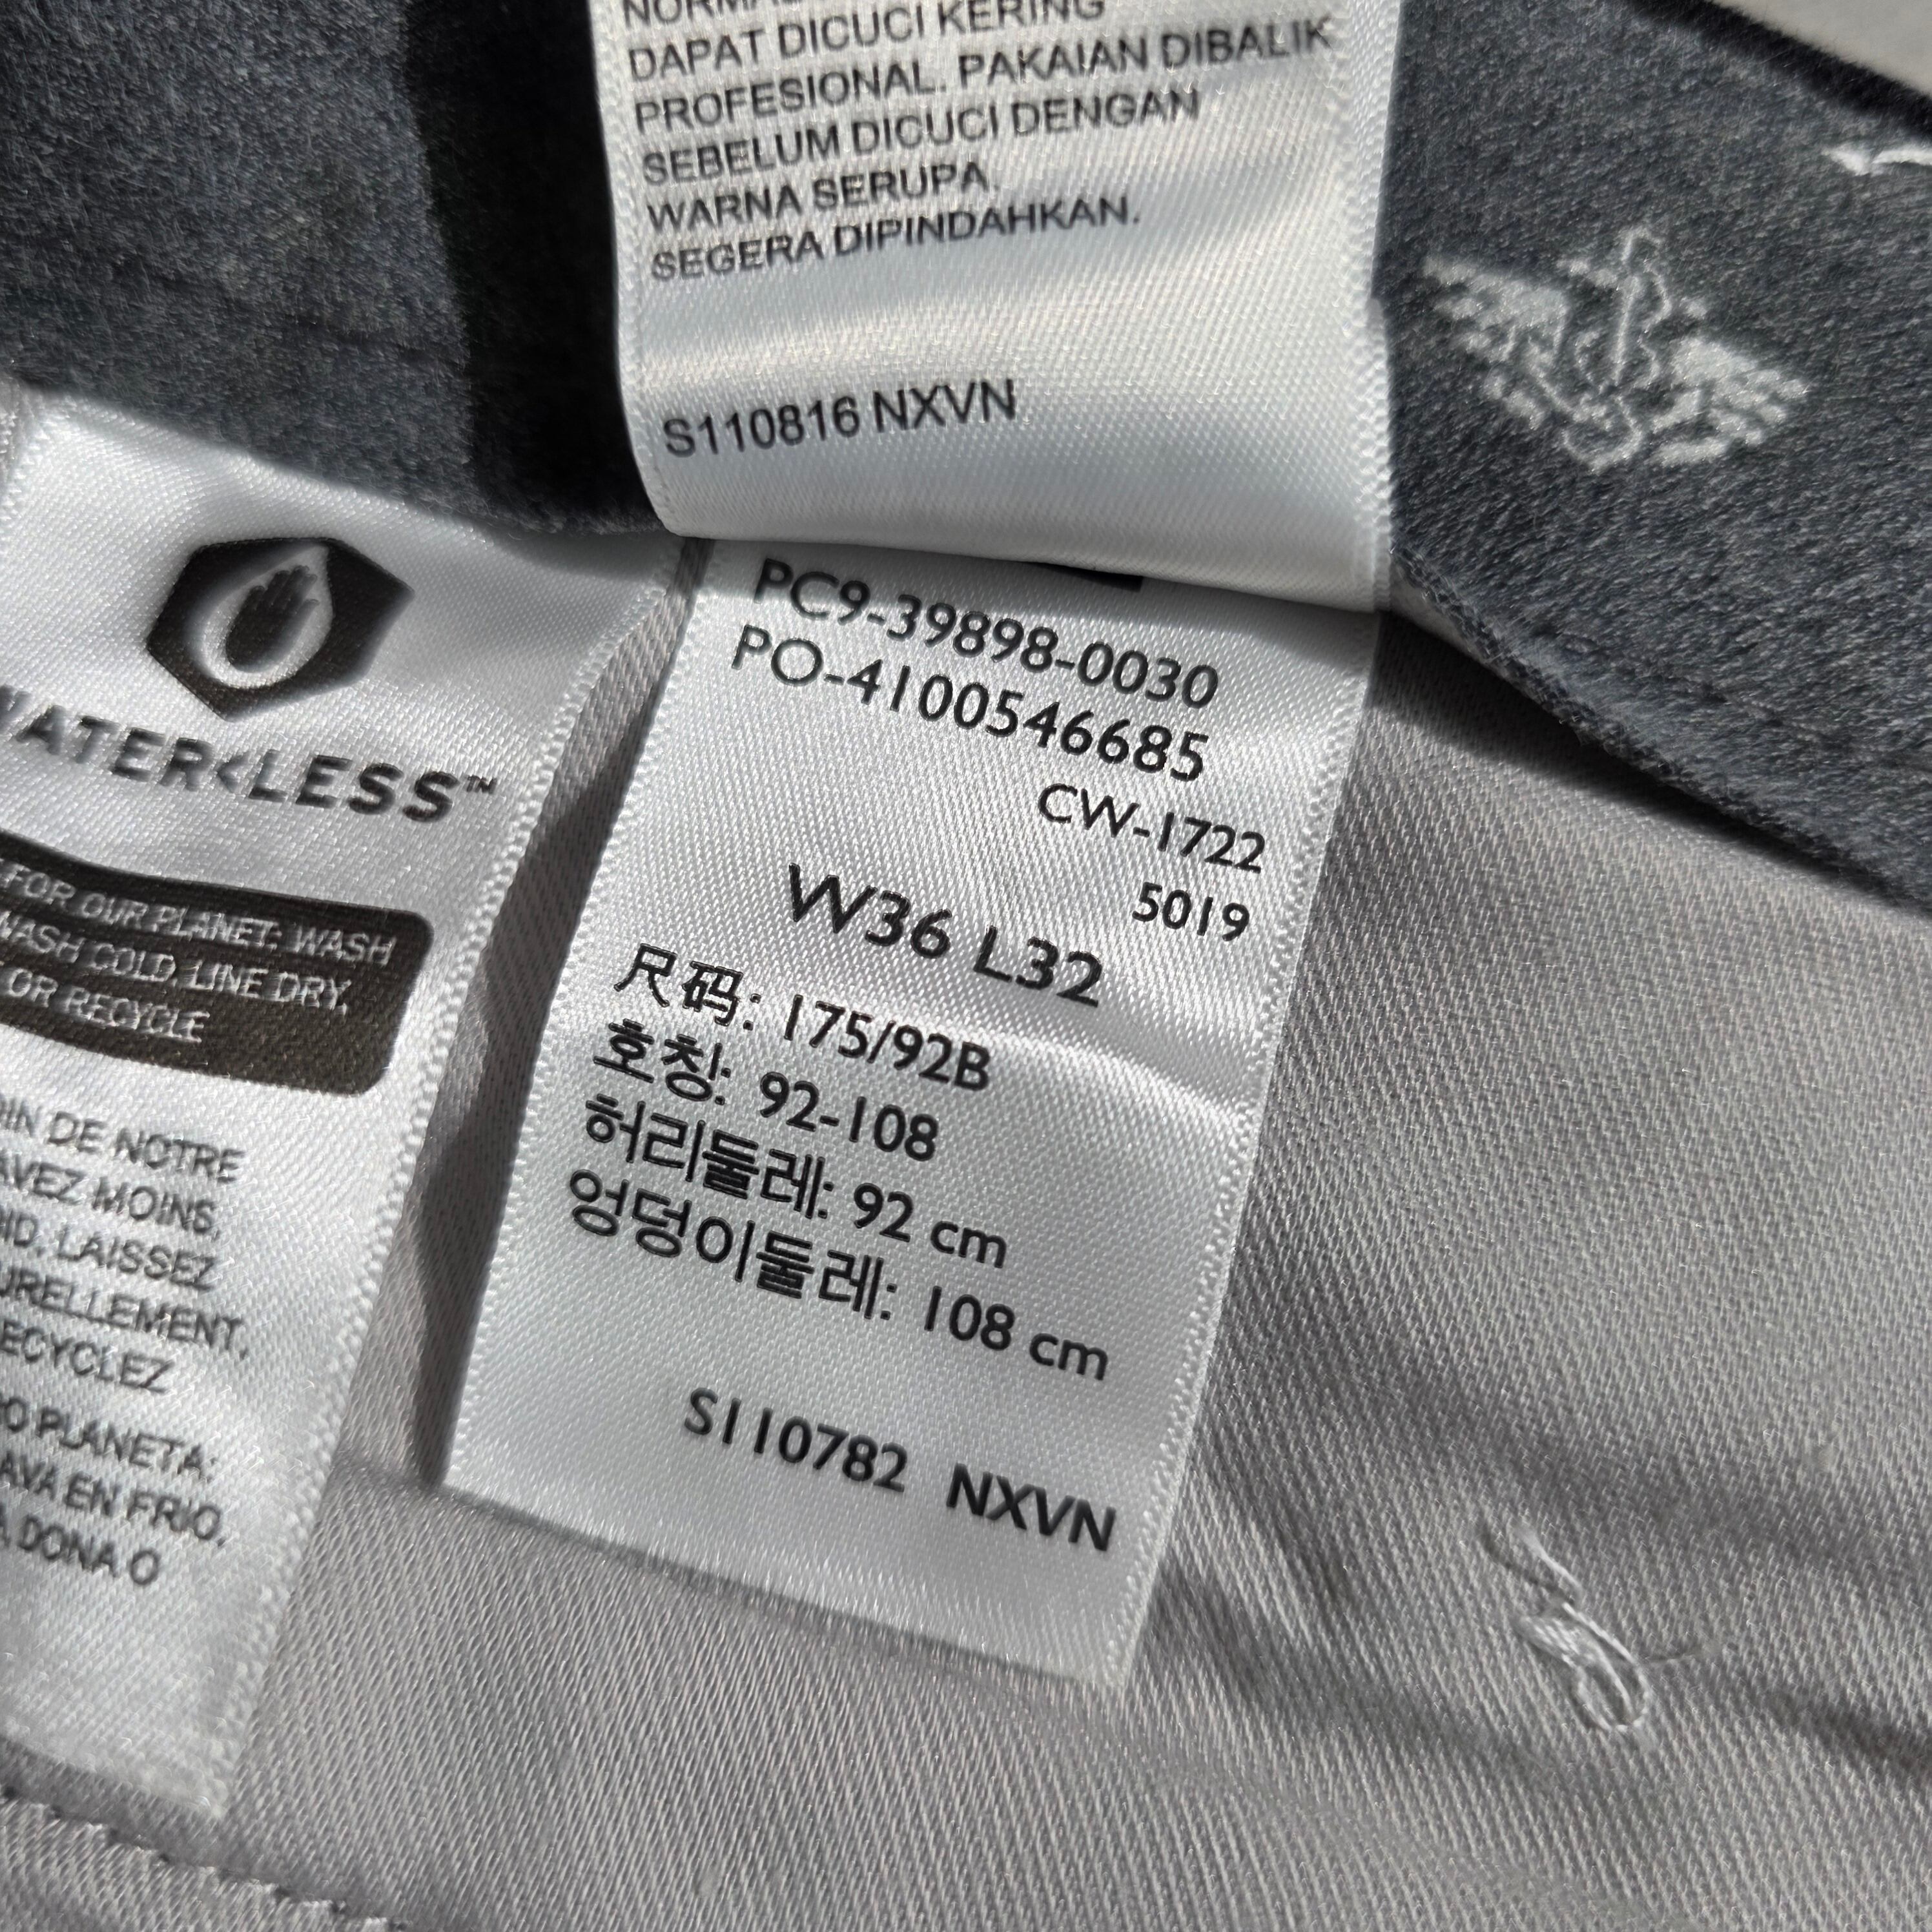 DAPAT DICUCI KERING
PROFESIONAL. PAKAIAN DIBALIK
SEBELUM DICUCI DENGAN
WARNA SERUPA.
SEGERA DIPINDAHKAN.
S110816 NXVN
WATER<LESS™
FOR OUR PLANET: WASH
WASH COLD, LINE DRY,
OR RECYCLE
DE NOTRE
AVEZ MOINS,
LAISSEZ
ECYCLEZ
PLANETA:
EN FRIO,
DONA O
PC9-39898-0030
PO-4100546685
CW-1722
5019
W36 L32
尺码: 175/92B
호칭: 92-108
허리둘레: 92 cm
엉덩이둘레: 108 cm
S110782 NXVN